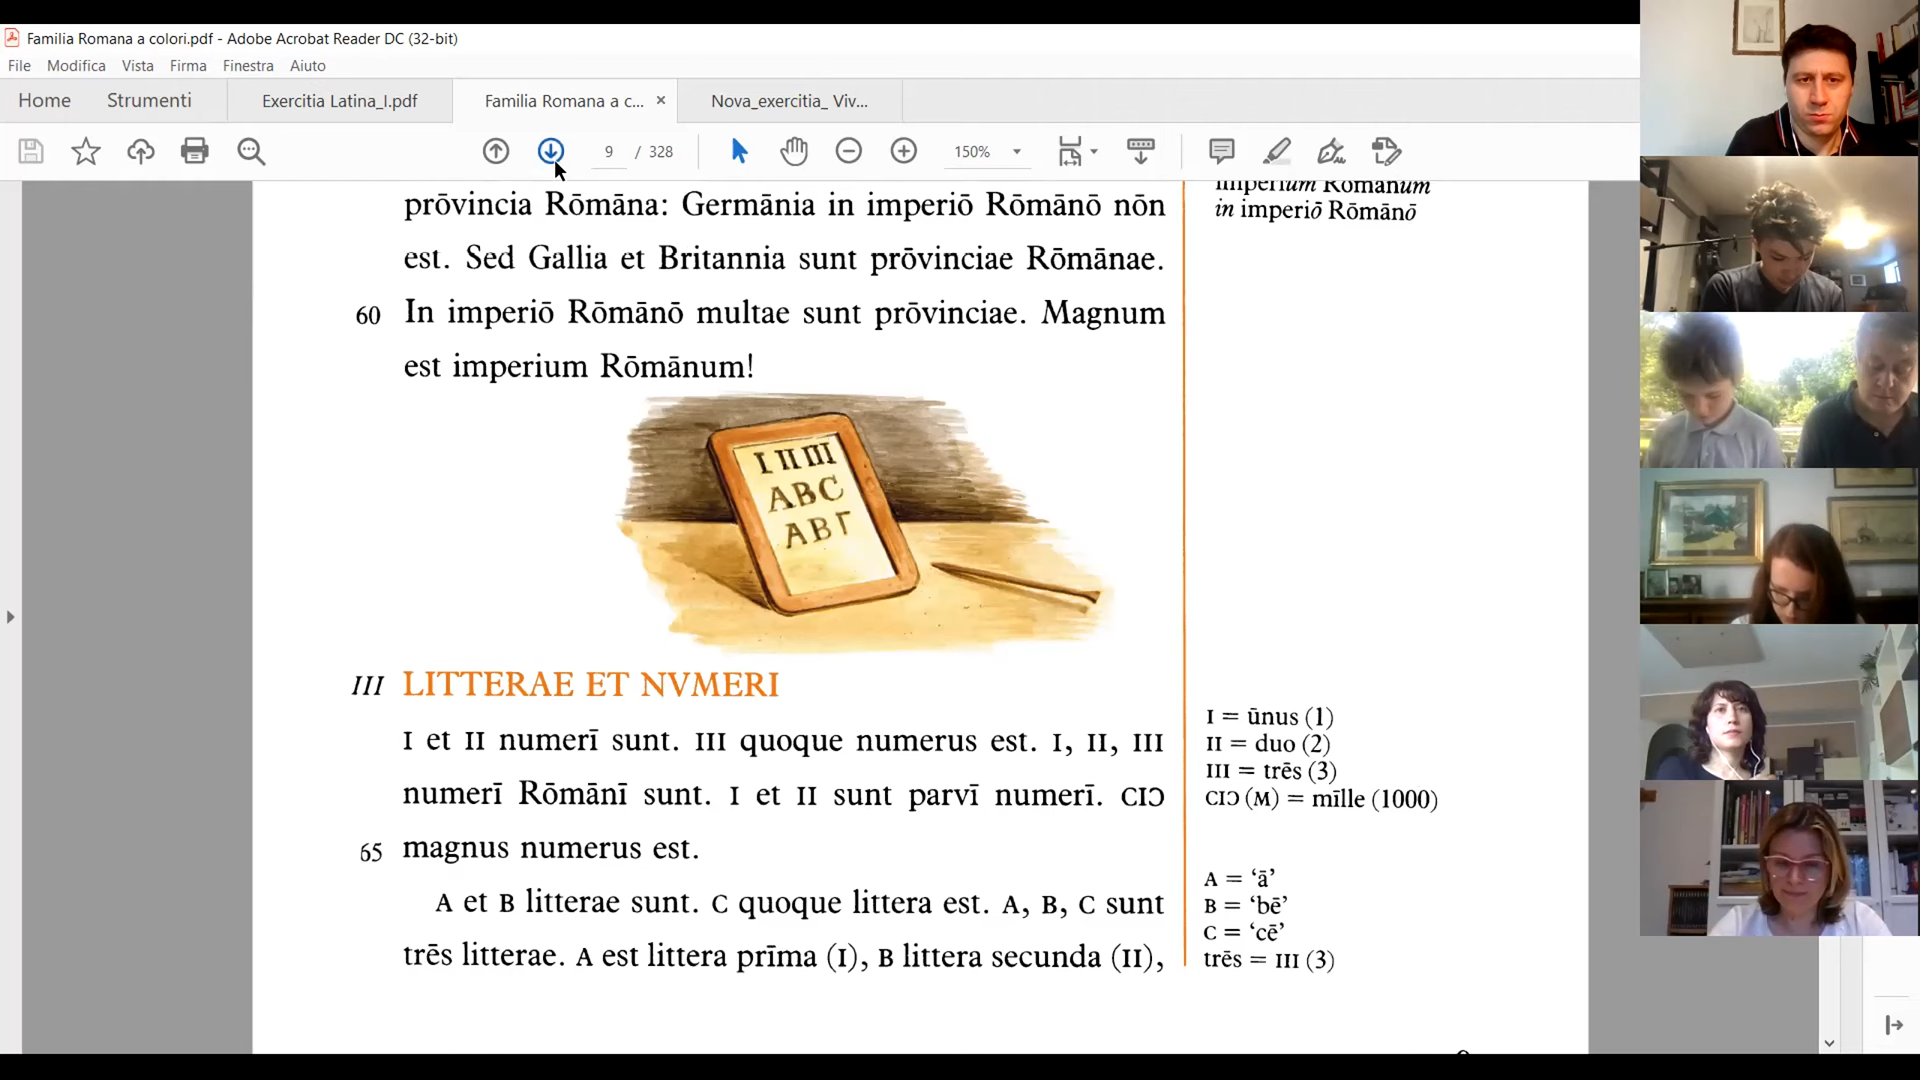 Familia Romana a colori.pdf - Adobe Acrobat Reader DC (32-bit)
File Modifica Vista Firma Finestra Aiuto
Home Strumenti Exercitia Latina_I.pdf Familia Romana a c... × Nova_exercitia_ Viv...
9 / 328 150%
prōvincia Rōmāna: Germānia in imperiō Rōmānō nōn
est. Sed Gallia et Britannia sunt prōvinciae Rōmānae.
60 In imperiō Rōmānō multae sunt prōvinciae. Magnum
est imperium Rōmānum!
imperium Rōmānum
in imperiō Rōmānō
I II III
ABC
ΑΒΓ
III LITTERAE ET NVMERI
I et II numerī sunt. III quoque numerus est. I, II, III
numerī Rōmānī sunt. I et II sunt parvī numerī. CIↃ
65 magnus numerus est.
A et B litterae sunt. C quoque littera est. A, B, C sunt
trēs litterae. A est littera prīma (I), B littera secunda (II),
I = ūnus (1)
II = duo (2)
III = trēs (3)
CIↃ (M) = mīlle (1000)
A = ‘ā’
B = ‘bē’
C = ‘cē’
trēs = III (3)